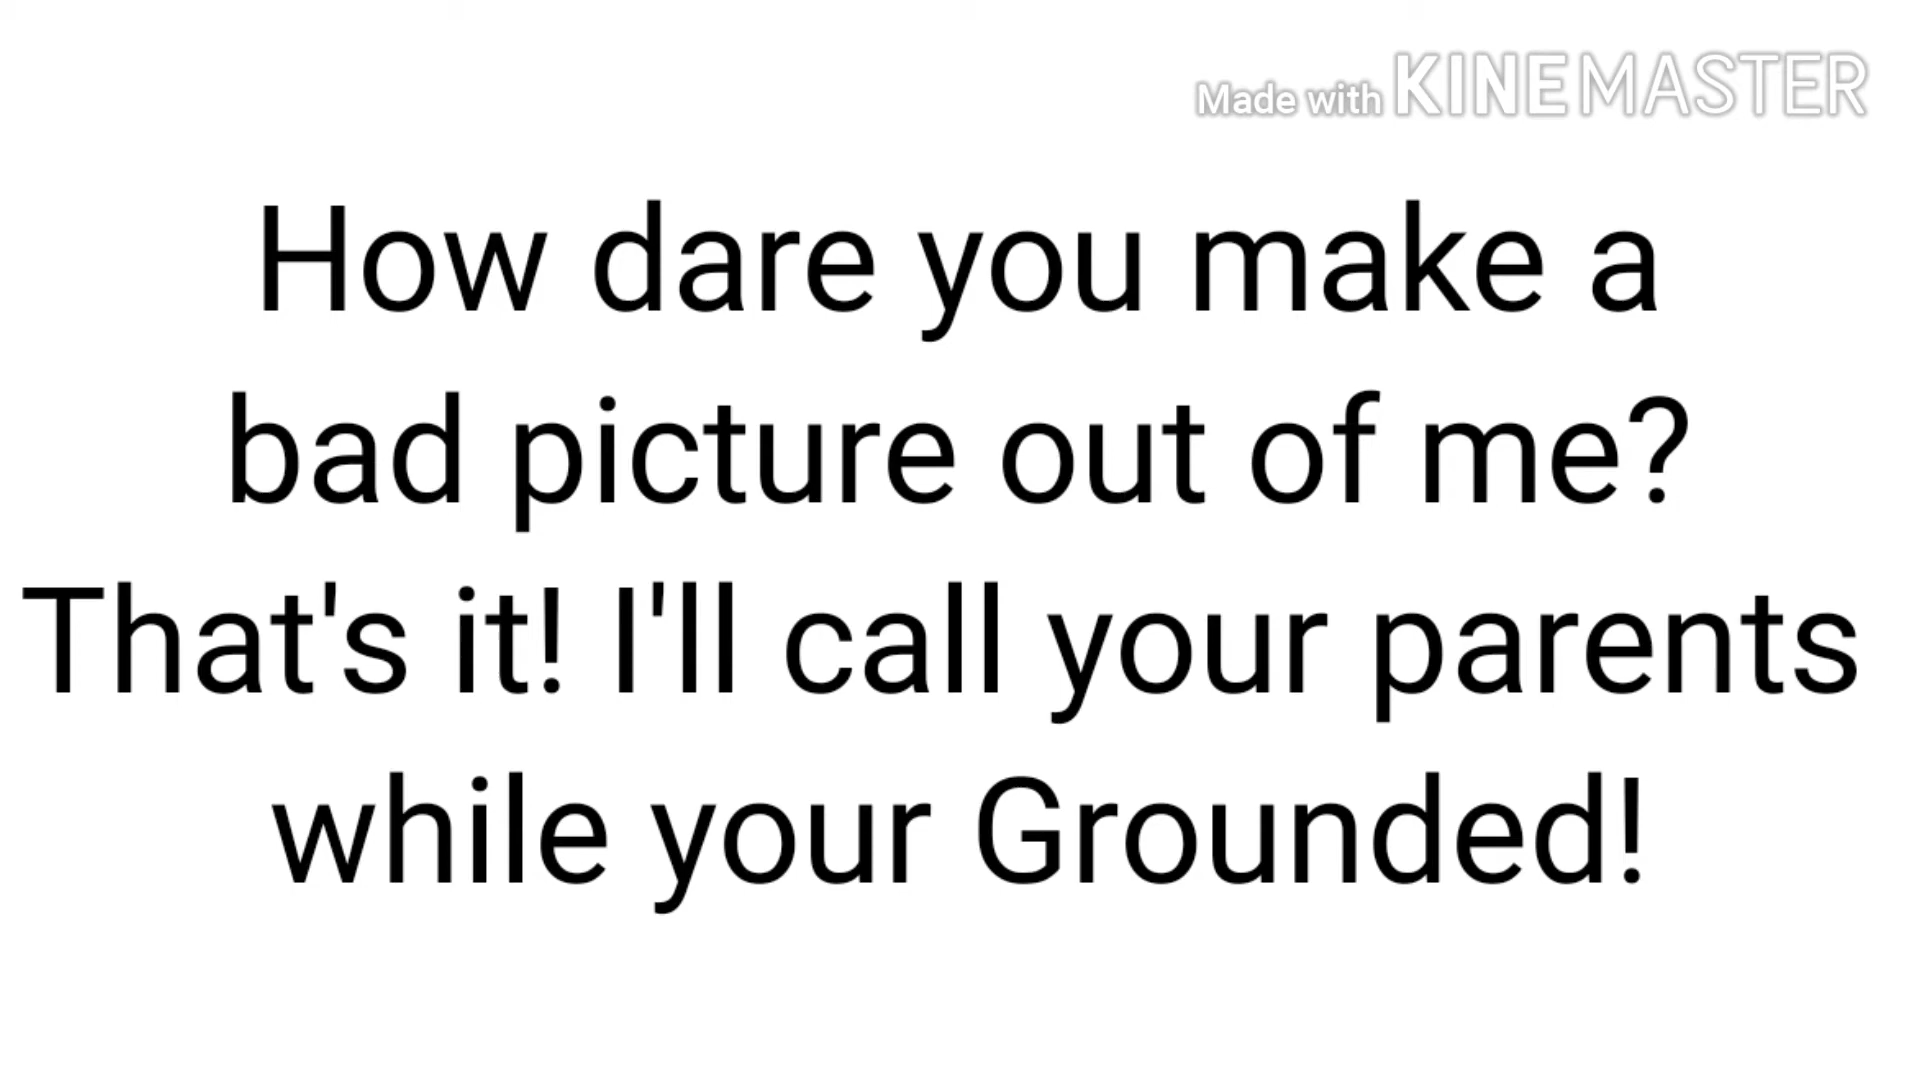 Made with KINEMASTER
How dare you make a
bad picture out of me?
That's it! I'll call your parents
while your Grounded!